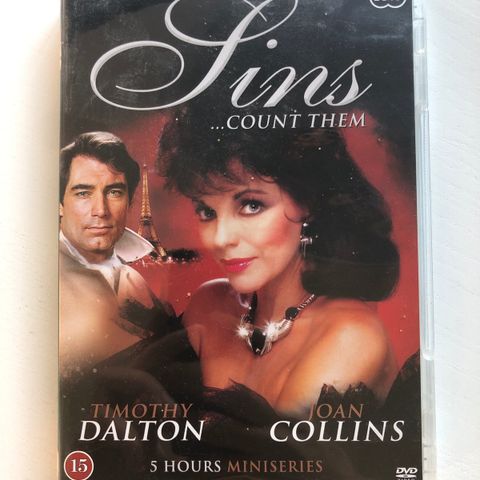 Sins
...COUNT THEM
TIMOTHY JOAN
DALTON COLLINS
15 5 HOURS MINISERIES DVD